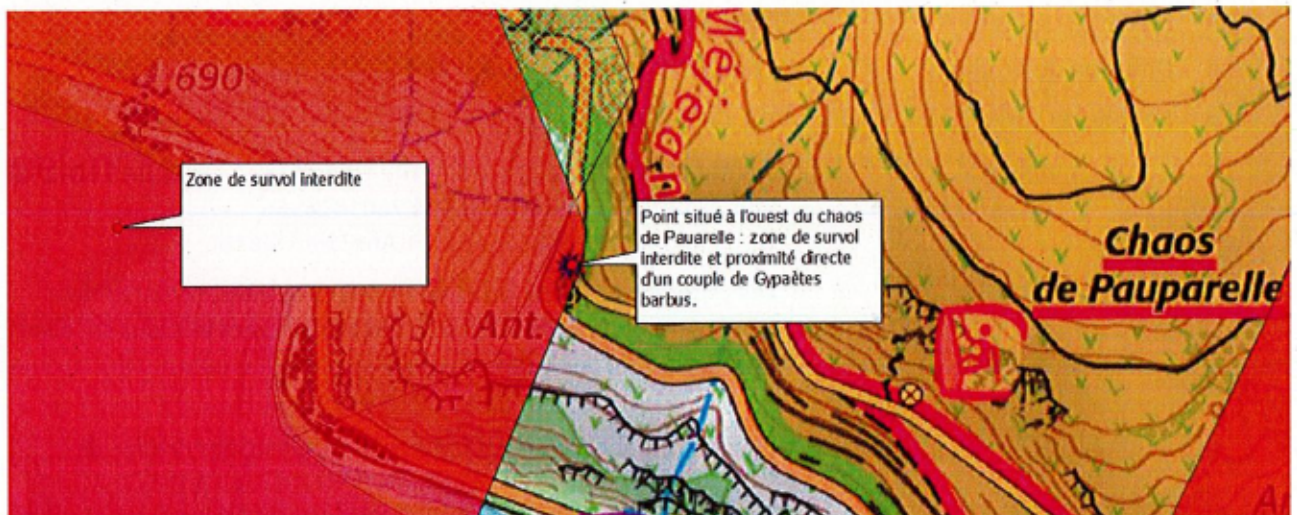 690
Méjean
Zone de survol interdite
Point situé à l'ouest du chaos
de Pauarelle : zone de survol
interdite et proximité directe
d'un couple de Gypaètes
barbus.
Chaos
de Pauparelle
Ant.